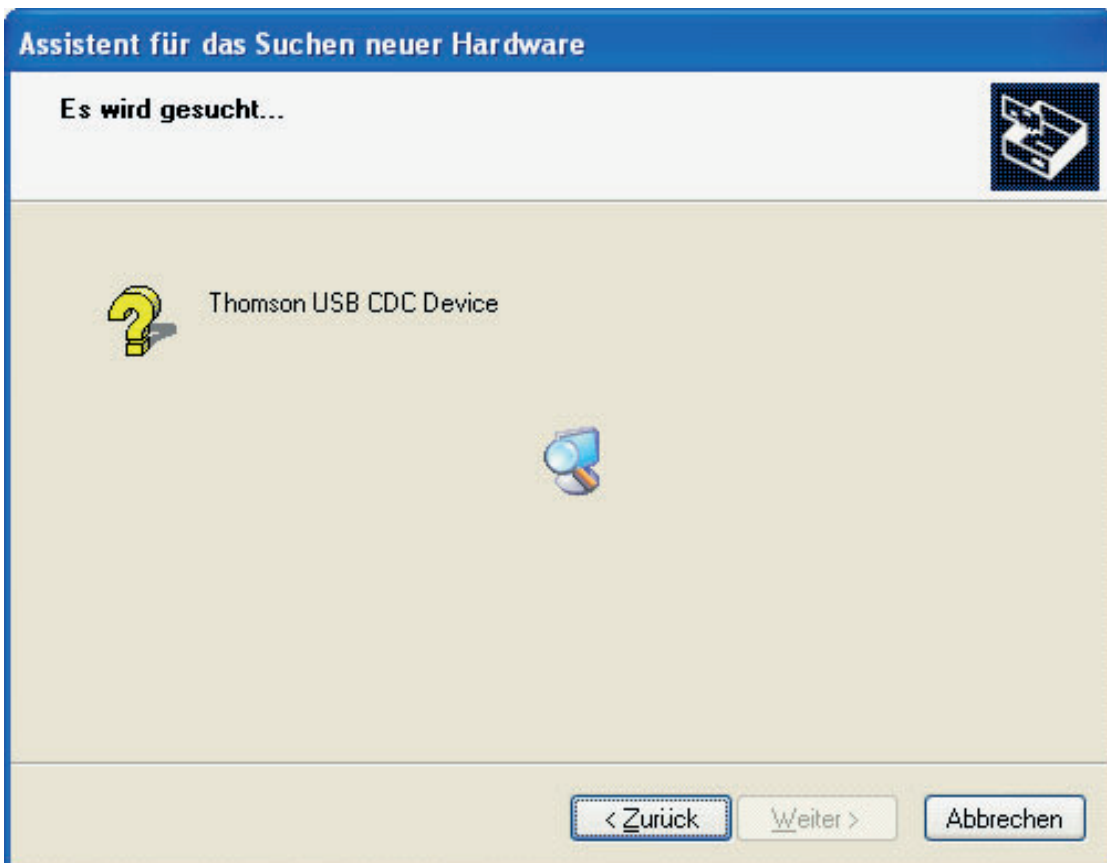 Assistent für das Suchen neuer Hardware
Es wird gesucht...
Thomson USB CDC Device
< Zurück
Weiter >
Abbrechen